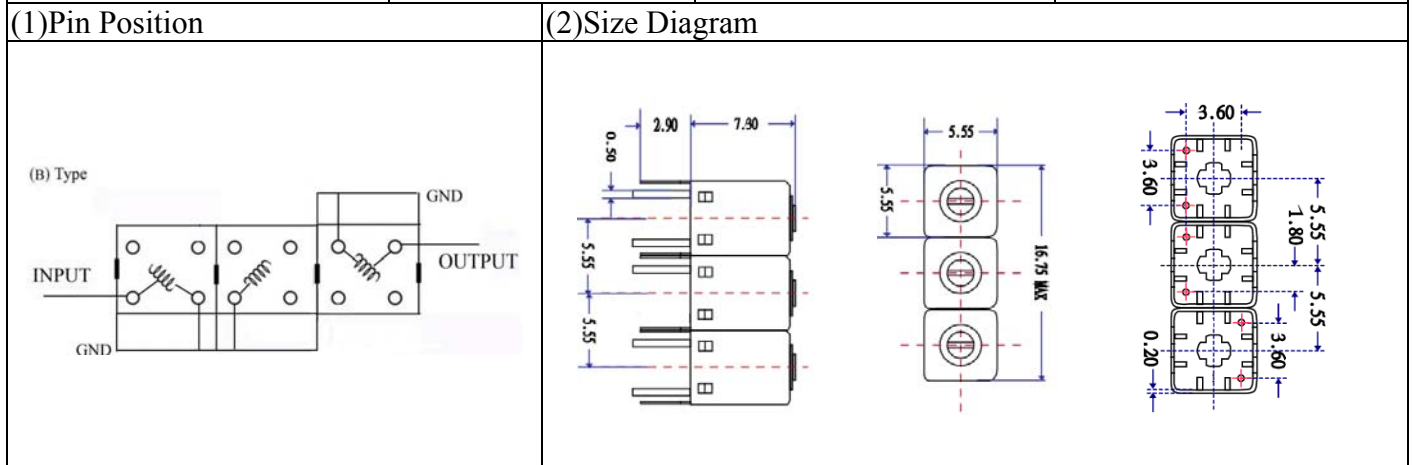 (1)Pin Position
(2)Size Diagram
(B) Type
GND
INPUT
OUTPUT
GND
2.90
7.90
0.50
5.55
5.55
5.55
5.55
16.75 MAX
3.60
3.60
5.55
1.80
5.55
0.20
3.60